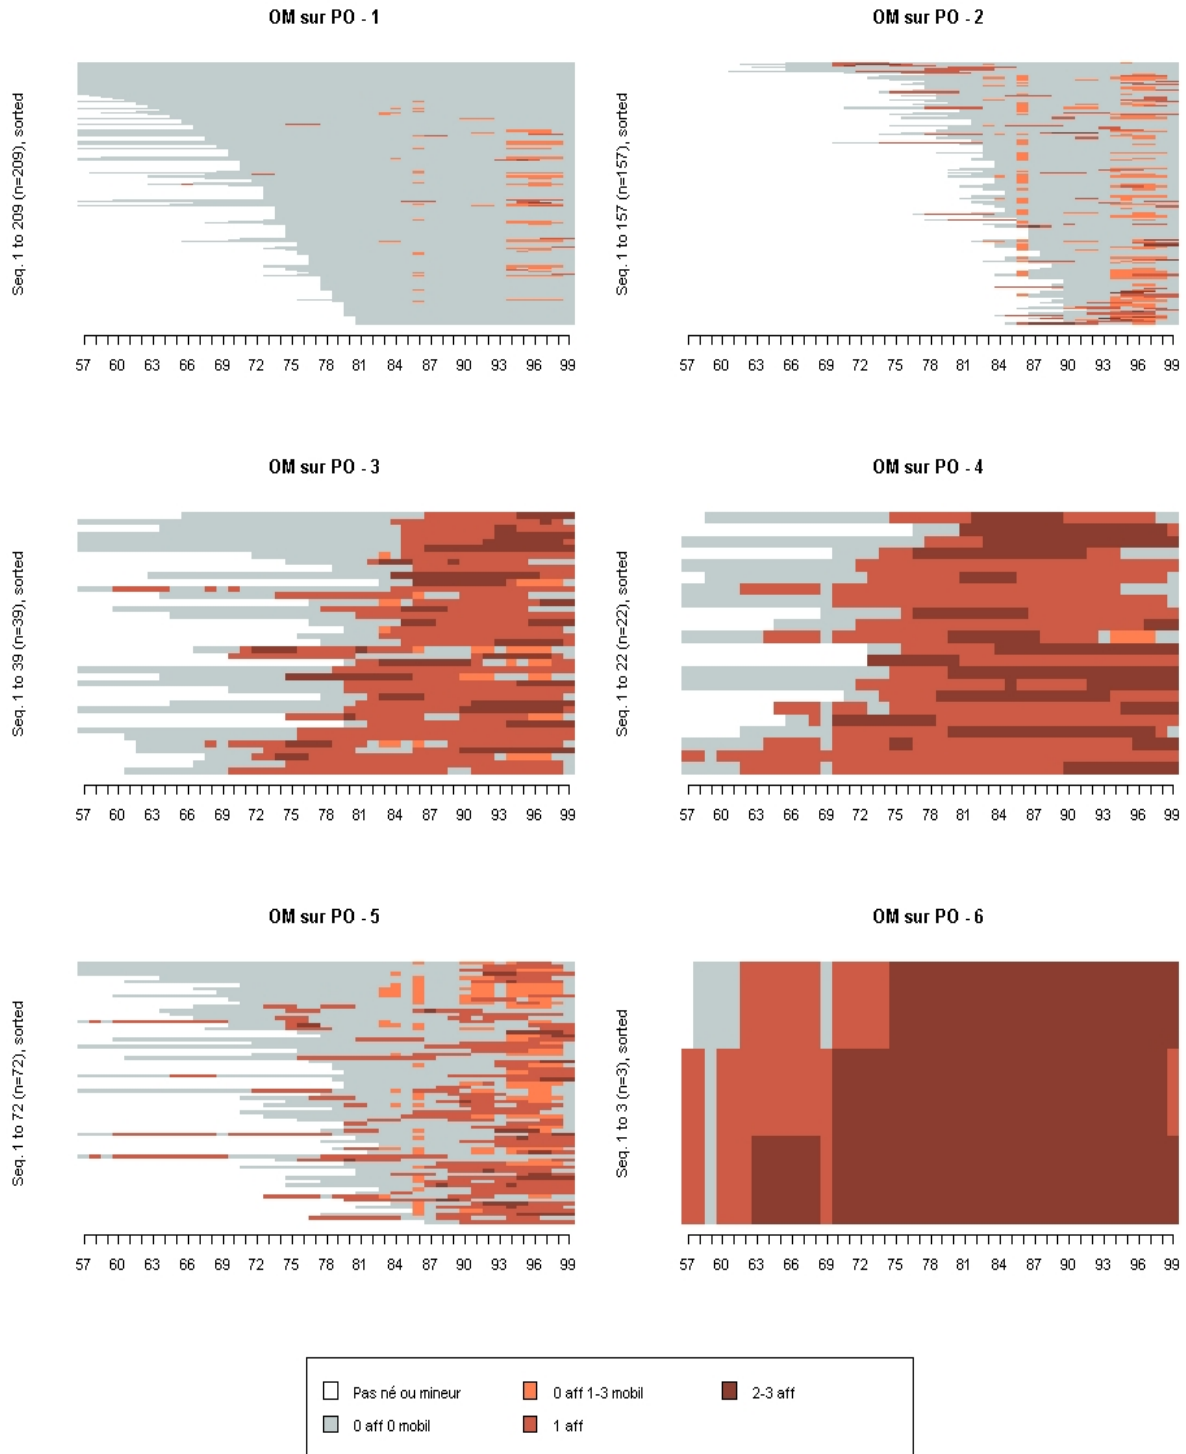 OM sur PO - 1
OM sur PO - 2
Seq. 1 to 209 (n=209), sorted
57 60 63 66 69 72 75 78 81 84 87 90 93 96 99
Seq. 1 to 157 (n=157), sorted
57 60 63 66 69 72 75 78 81 84 87 90 93 96 99
OM sur PO - 3
OM sur PO - 4
Seq. 1 to 39 (n=39), sorted
57 60 63 66 69 72 75 78 81 84 87 90 93 96 99
Seq. 1 to 22 (n=22), sorted
57 60 63 66 69 72 75 78 81 84 87 90 93 96 99
OM sur PO - 5
OM sur PO - 6
Seq. 1 to 72 (n=72), sorted
57 60 63 66 69 72 75 78 81 84 87 90 93 96 99
Seq. 1 to 3 (n=3), sorted
57 60 63 66 69 72 75 78 81 84 87 90 93 96 99
Pas né ou mineur
0 aff 1-3 mobil
2-3 aff
0 aff 0 mobil
1 aff